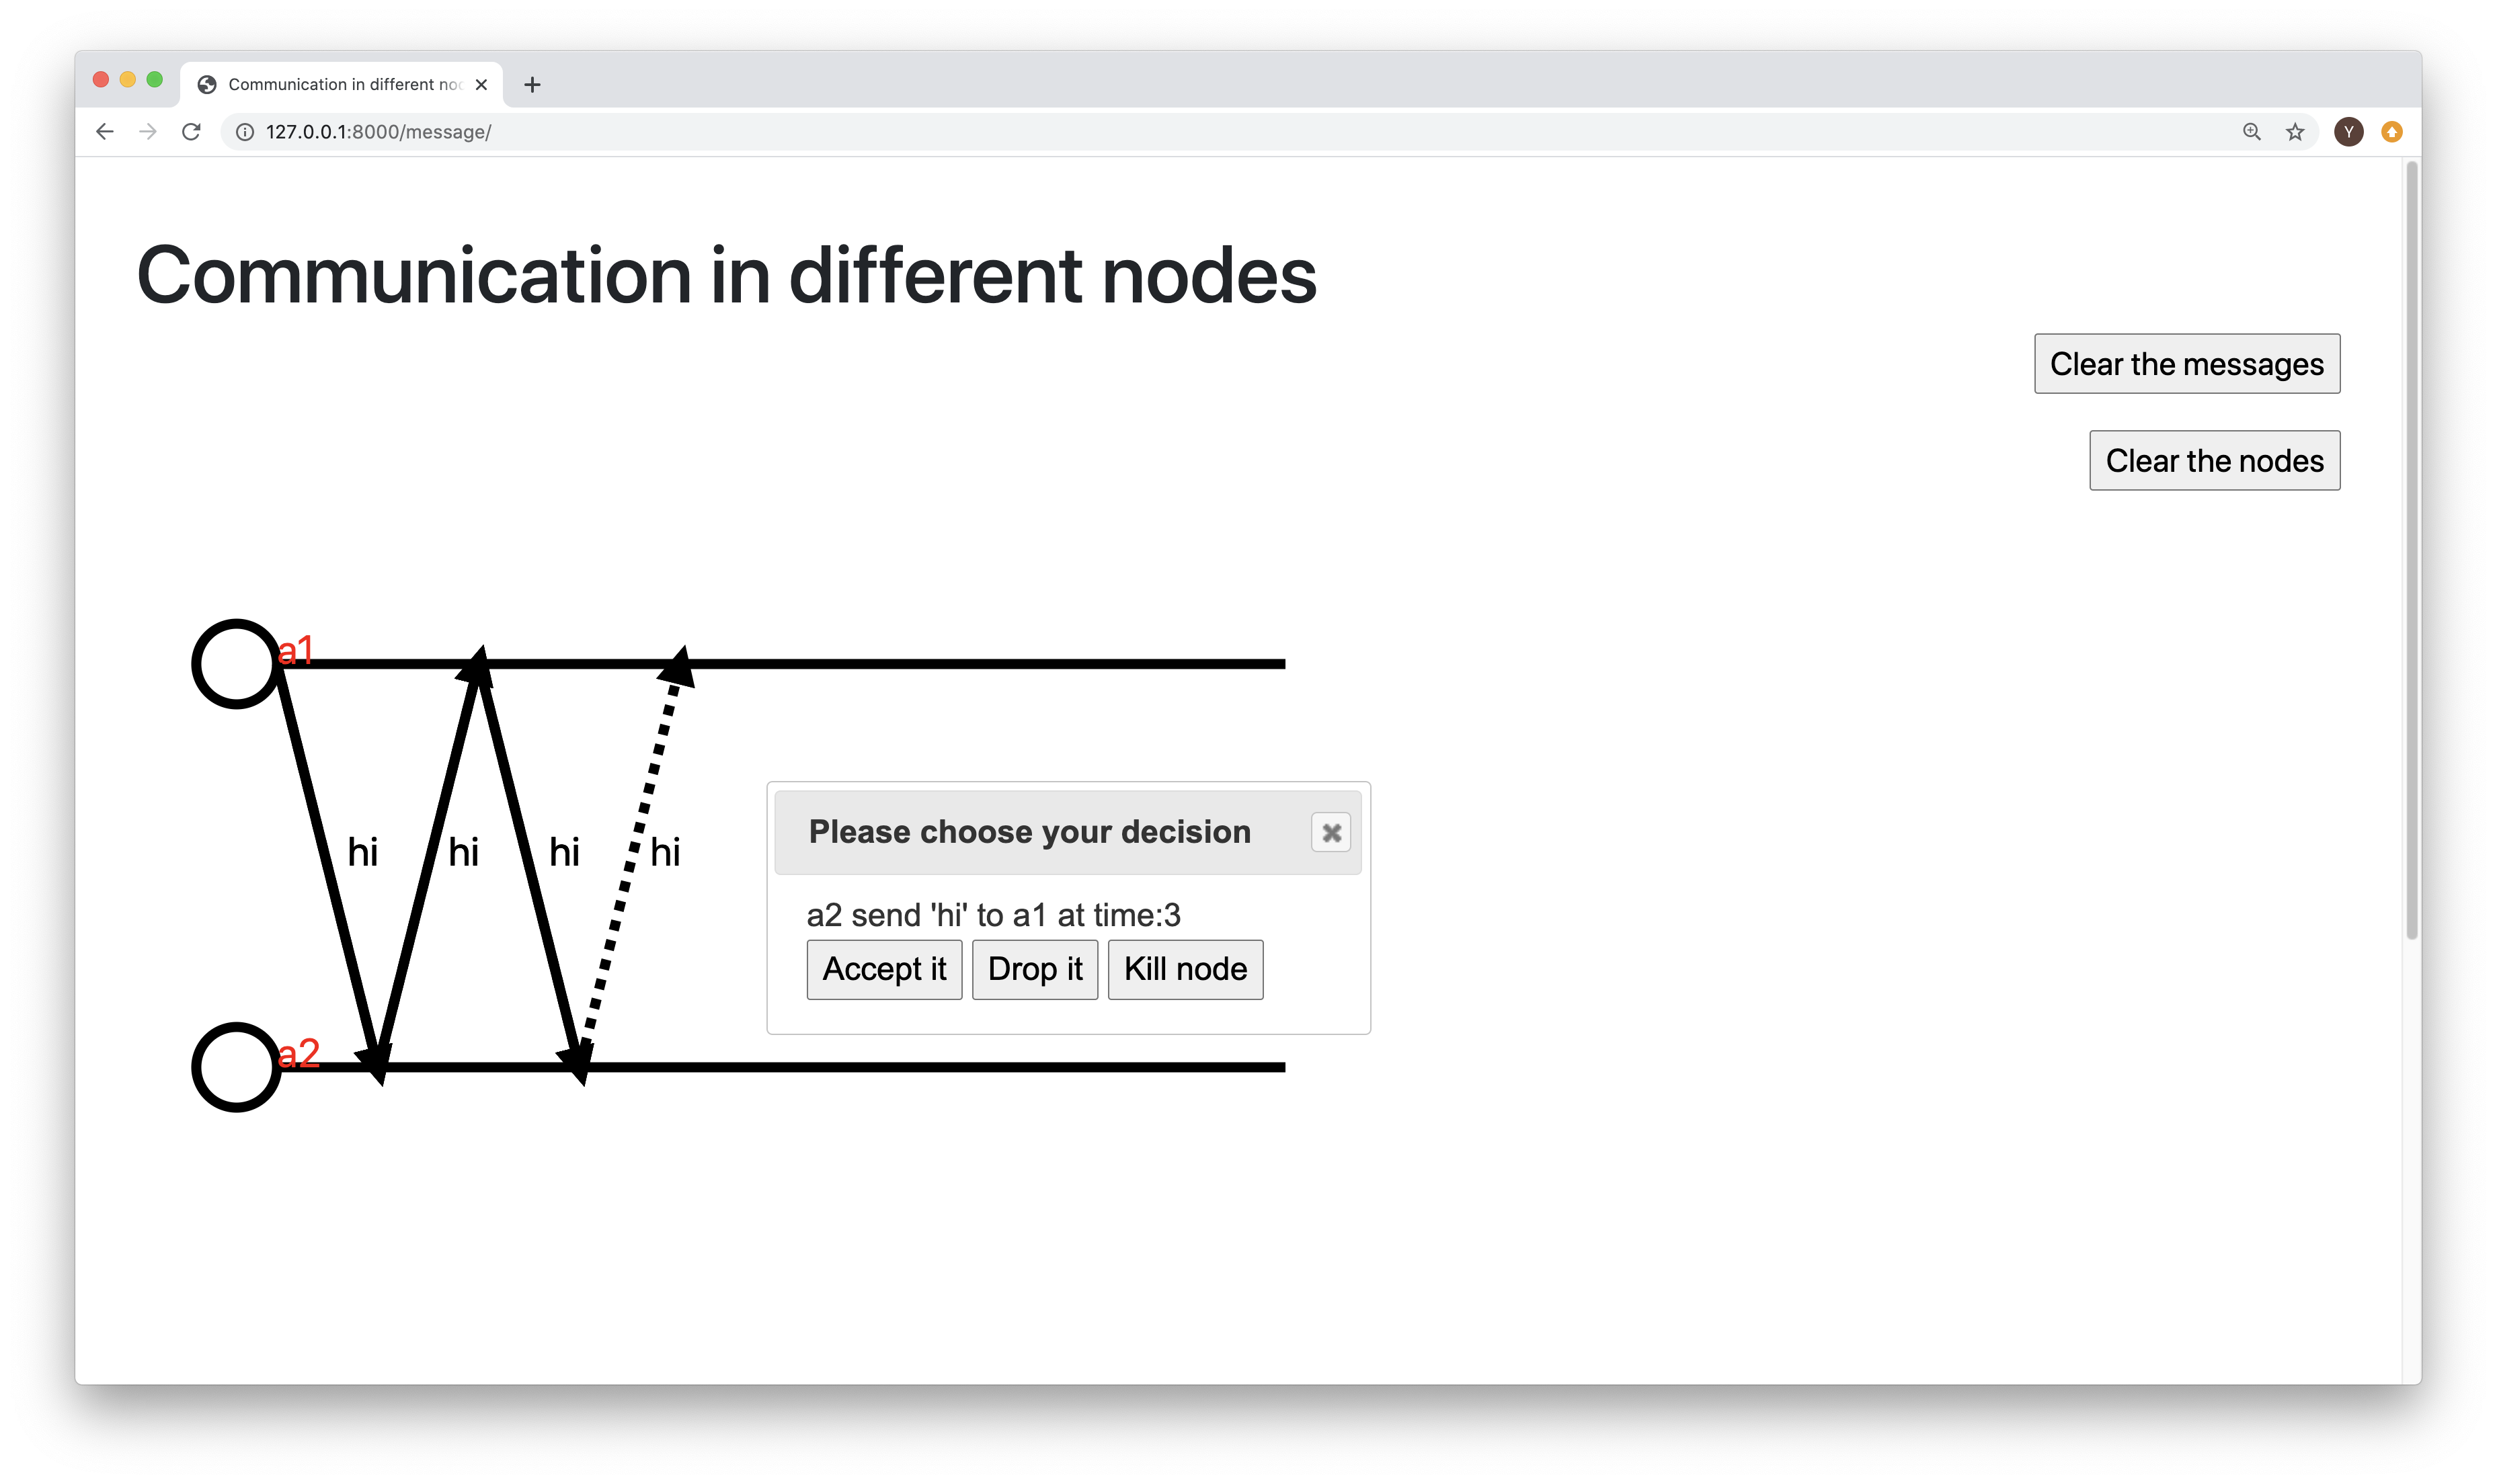 Communication in different noc
127.0.0.1:8000/message/
Y
Communication in different nodes
Clear the messages
Clear the nodes
a1
hi hi hi hi
Please choose your decision
a2 send 'hi' to a1 at time:3
Accept it Drop it Kill node
a2